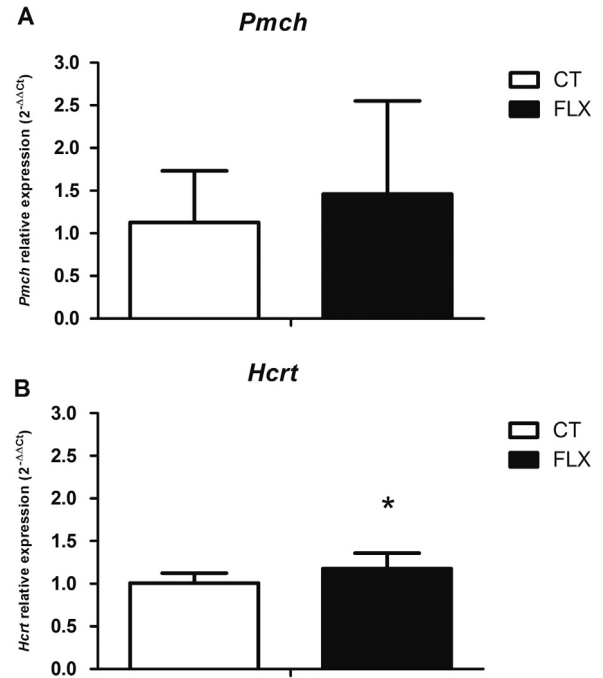 A
Pmch
Pmch relative expression (2-ΔΔCt)
3.0
2.5
2.0
1.5
1.0
0.5
0.0
CT
FLX
B
Hcrt
Hcrt relative expression (2-ΔΔCt)
3.0
2.5
2.0
1.5
1.0
0.5
0.0
*
CT
FLX